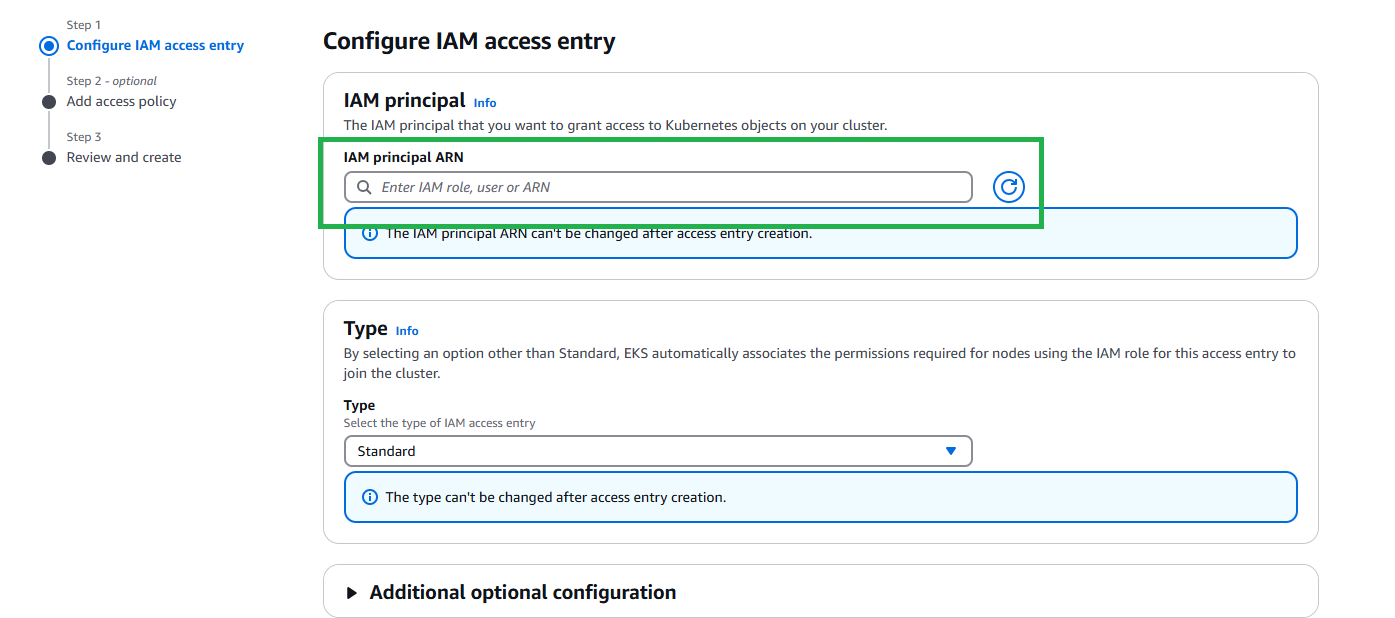 Step 1
Configure IAM access entry
Step 2 - optional
Add access policy
Step 3
Review and create
Configure IAM access entry
IAM principal Info
The IAM principal that you want to grant access to Kubernetes objects on your cluster.
IAM principal ARN
Enter IAM role, user or ARN
The IAM principal ARN can't be changed after access entry creation.
Type Info
By selecting an option other than Standard, EKS automatically associates the permissions required for nodes using the IAM role for this access entry to
join the cluster.
Type
Select the type of IAM access entry
Standard
The type can't be changed after access entry creation.
Additional optional configuration